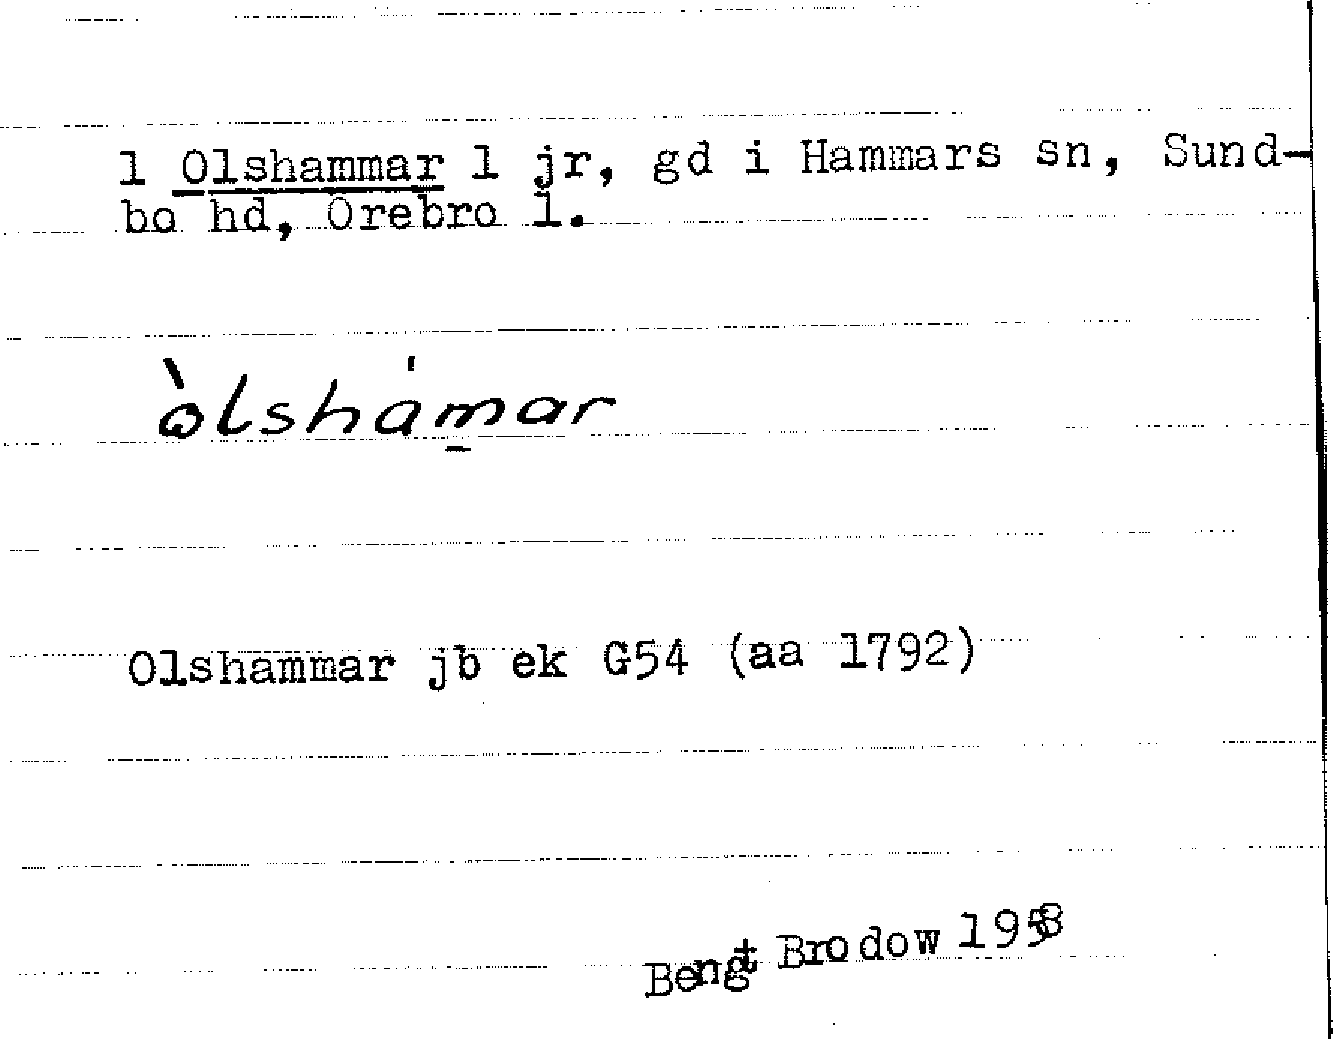 1 Olshammar 1 jr, gd i Hammars sn, Sund-
bo hd, Örebro l.
òlshámar
Olshammar jb ek G54 (aa 1792)
Bengt Brodow 1958